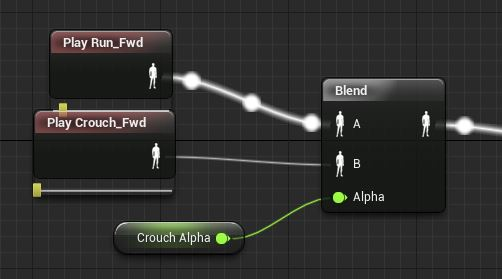 Play Run_Fwd
Play Crouch_Fwd
Blend
A
B
Alpha
Crouch Alpha